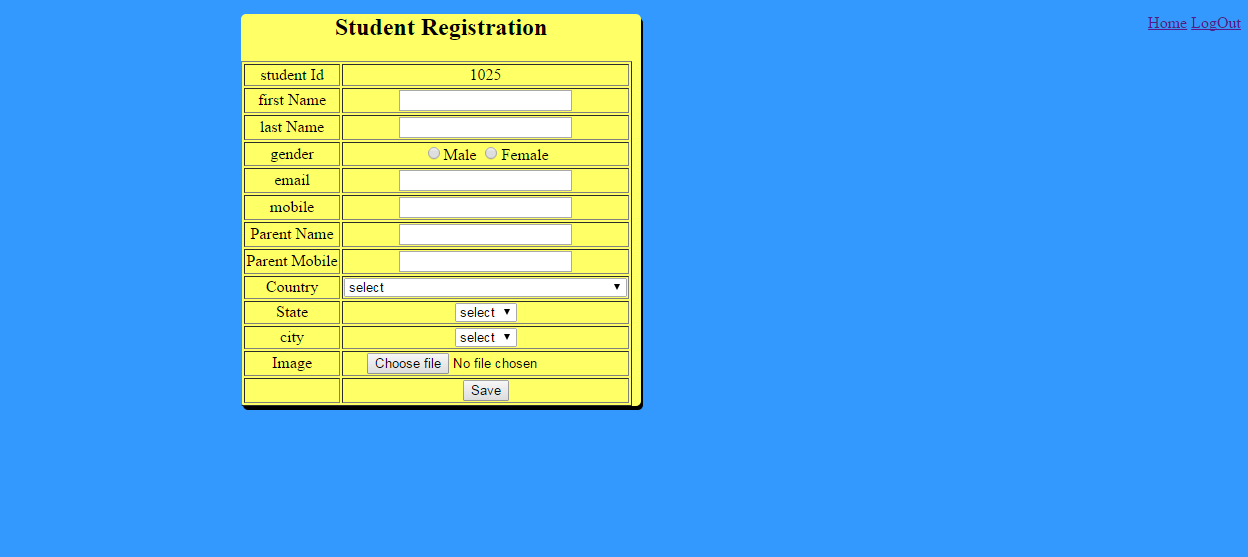 Home LogOut
Student Registration
student Id 1025
first Name
last Name
gender Male Female
email
mobile
Parent Name
Parent Mobile
Country select
State select
city select
Image Choose file No file chosen
Save